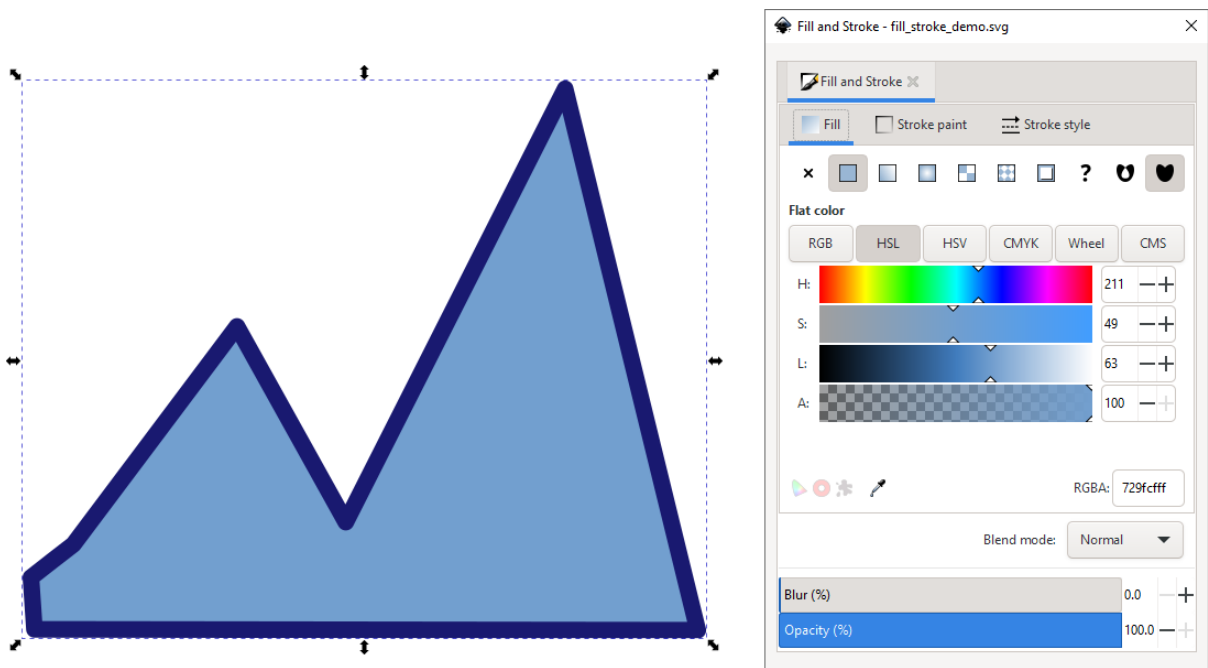 Fill and Stroke - fill_stroke_demo.svg
Fill and Stroke
Fill Stroke paint Stroke style
?
Flat color
RGB HSL HSV CMYK Wheel CMS
H: 211
S: 49
L: 63
A: 100
RGBA: 729fcfff
Blend mode: Normal
Blur (%) 0.0
Opacity (%) 100.0